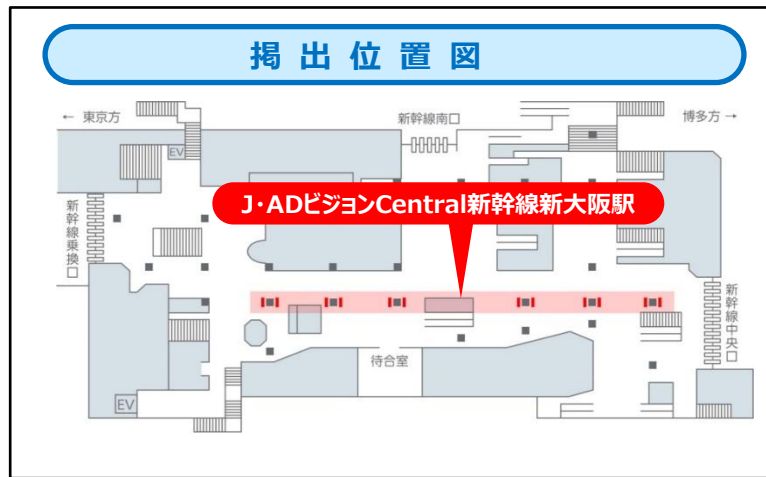 掲出位置図
← 東京方
新幹線南口
博多方 →
EV
J・ADビジョンCentral新幹線新大阪駅
新幹線乗換口
新幹線中央口
待合室
EV